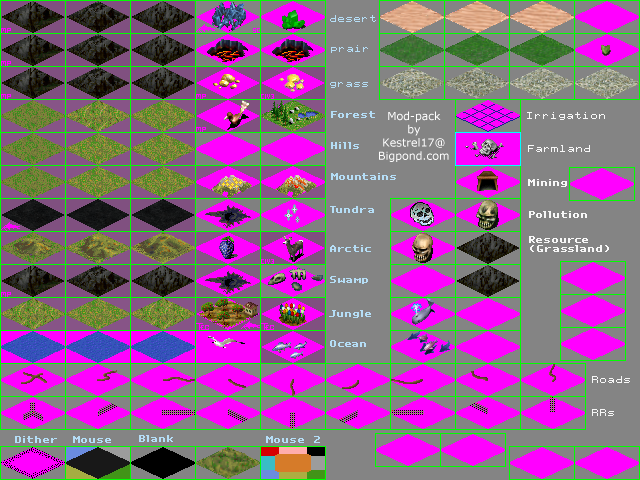 desert
prair
grass
Forest
Mod-pack
by
Kestrel17@
Bigpond.com
Irrigation
Hills
Farmland
Mountains
Mining
Tundra
Pollution
Arctic
Resource
(Grassland)
Swamp
Jungle
Ocean
Roads
RRs
Dither Mouse Blank Mouse 2